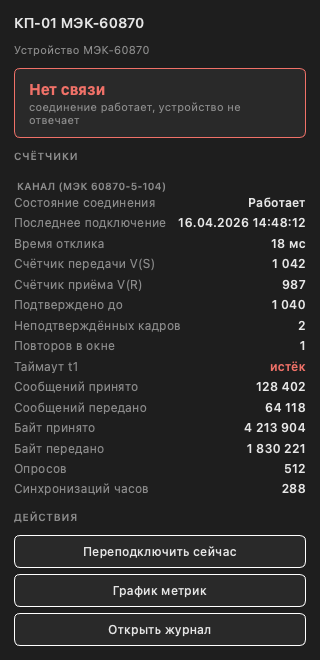 КП-01 МЭК-60870
Устройство МЭК-60870
Нет связи
соединение работает, устройство не
отвечает
СЧЁТЧИКИ
КАНАЛ (МЭК 60870-5-104)
Состояние соединения Работает
Последнее подключение 16.04.2026 14:48:12
Время отклика 18 мс
Счётчик передачи V(S) 1 042
Счётчик приёма V(R) 987
Подтверждено до 1 040
Неподтверждённых кадров 2
Повторов в окне 1
Таймаут t1 истёк
Сообщений принято 128 402
Сообщений передано 64 118
Байт принято 4 213 904
Байт передано 1 830 221
Опросов 512
Синхронизаций часов 288
ДЕЙСТВИЯ
Переподключить сейчас
График метрик
Открыть журнал